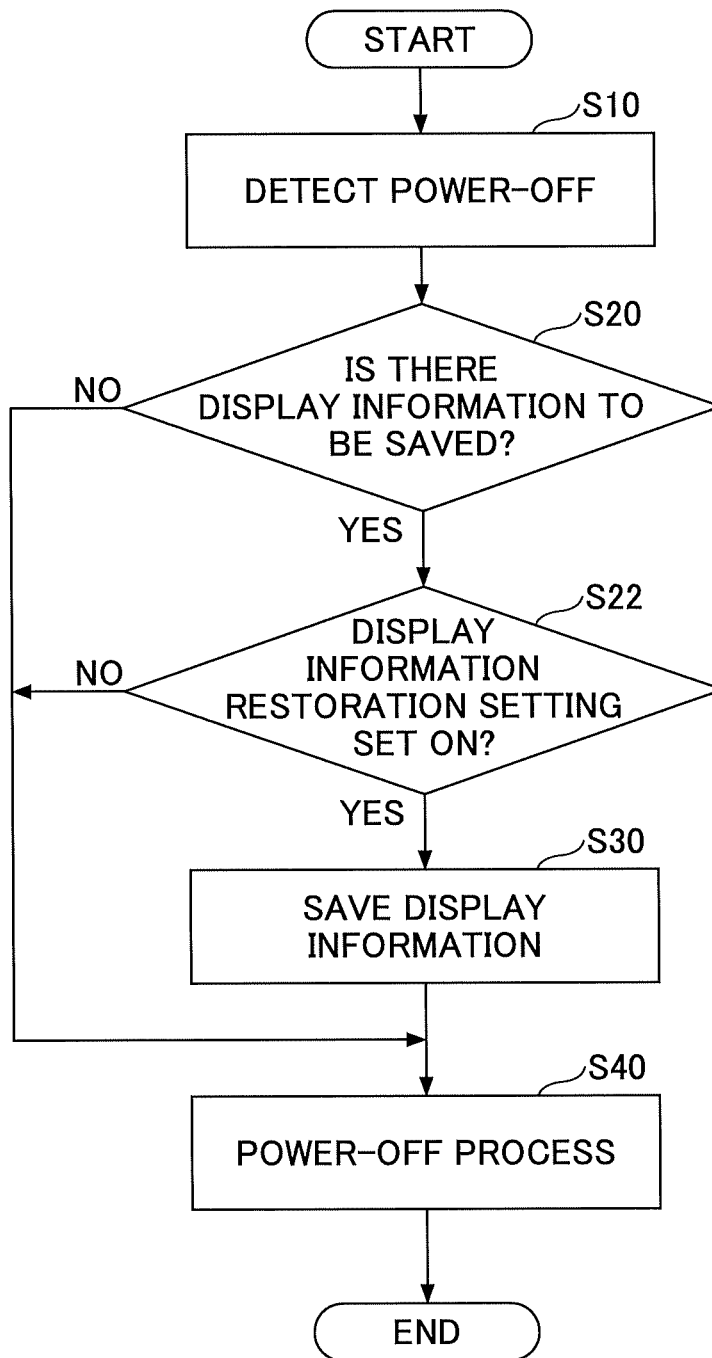 START
S10
DETECT POWER-OFF
S20
IS THERE
DISPLAY INFORMATION TO
BE SAVED?
NO
YES
S22
DISPLAY
INFORMATION
RESTORATION SETTING
SET ON?
NO
YES
S30
SAVE DISPLAY
INFORMATION
S40
POWER-OFF PROCESS
END